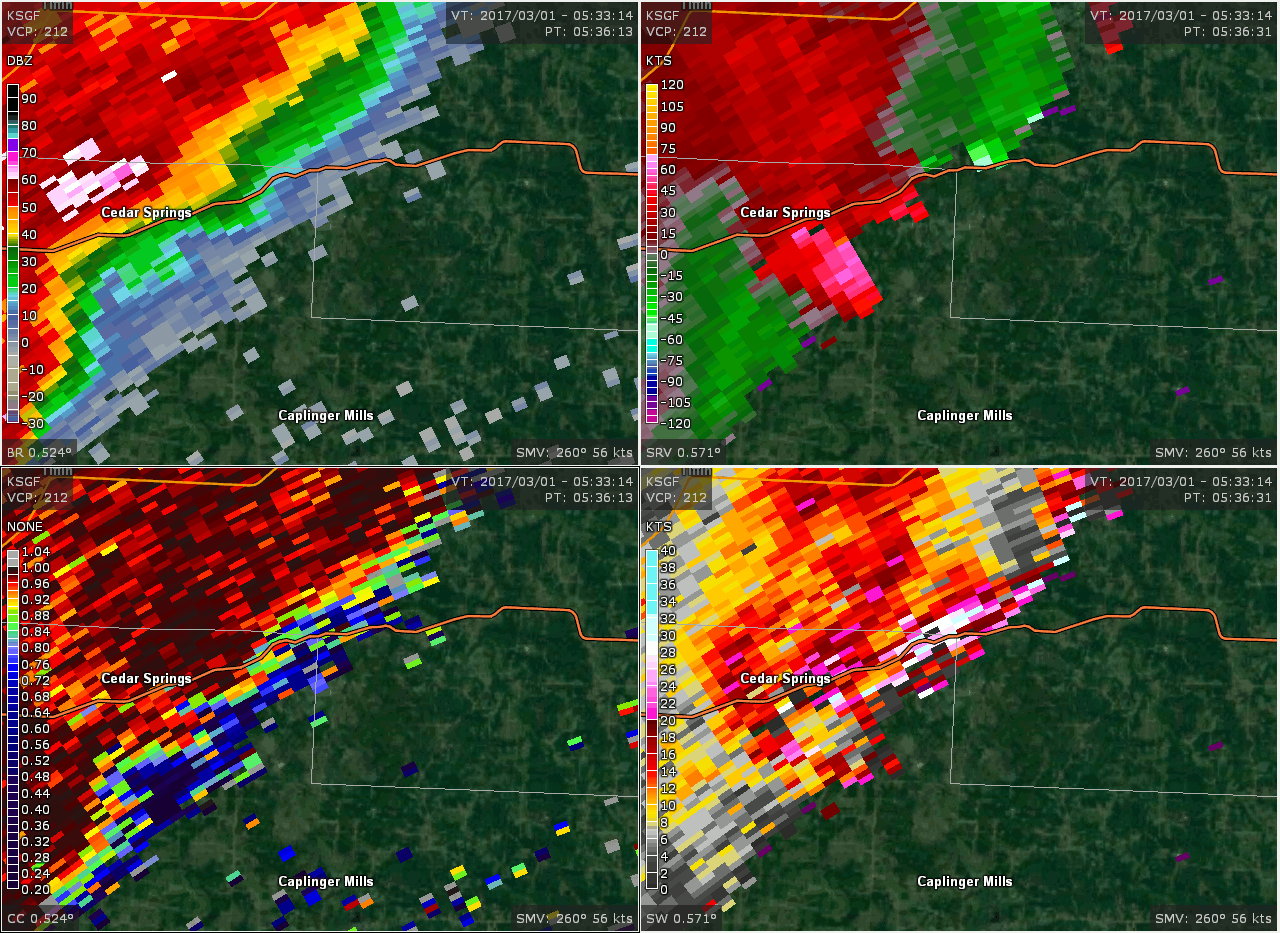 KSGF
VCP: 212
VT: 2017/03/01 - 05:33:14
PT: 05:36:13
DBZ
90
80
70
60
50
40
30
20
10
0
-10
-20
-30
Cedar Springs
Caplinger Mills
BR 0.524°
SMV: 260° 56 kts
KSGF
VCP: 212
VT: 2017/03/01 - 05:33:14
PT: 05:36:31
KTS
120
105
90
75
60
45
30
15
0
-15
-30
-45
-60
-75
-90
-105
-120
Cedar Springs
Caplinger Mills
SRV 0.571°
SMV: 260° 56 kts
KSGF
VCP: 212
VT: 2017/03/01 - 05:33:14
PT: 05:36:13
NONE
1.04
1.00
0.96
0.92
0.88
0.84
0.80
0.76
0.72
0.68
0.64
0.60
0.56
0.52
0.48
0.44
0.40
0.36
0.32
0.28
0.24
0.20
Cedar Springs
Caplinger Mills
CC 0.524°
SMV: 260° 56 kts
KSGF
VCP: 212
VT: 2017/03/01 - 05:33:14
PT: 05:36:31
KTS
40
38
36
34
32
30
28
26
24
22
20
18
16
14
12
10
8
6
4
2
0
Cedar Springs
Caplinger Mills
SW 0.571°
SMV: 260° 56 kts